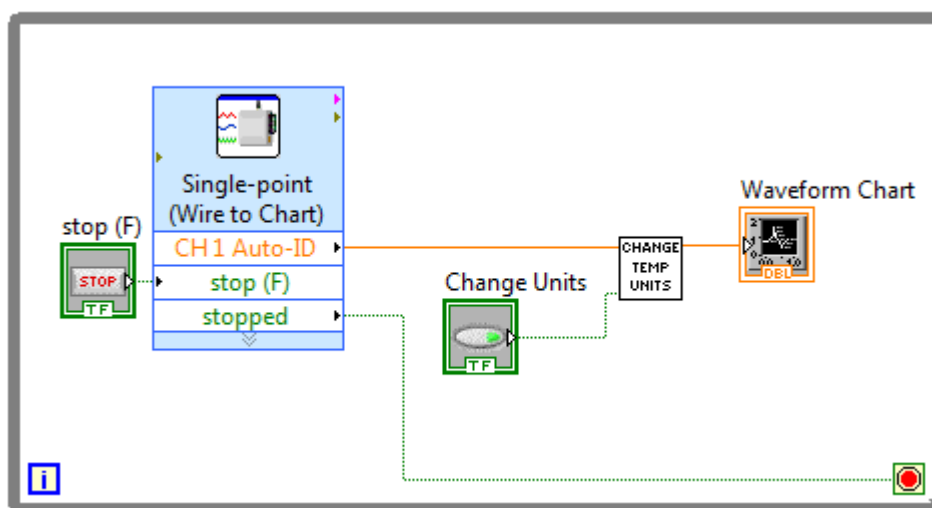 Single-point
(Wire to Chart)
stop (F)
STOP
TF
CH 1 Auto-ID
stop (F)
stopped
Change Units
TF
CHANGE
TEMP
UNITS
Waveform Chart
DBL
i